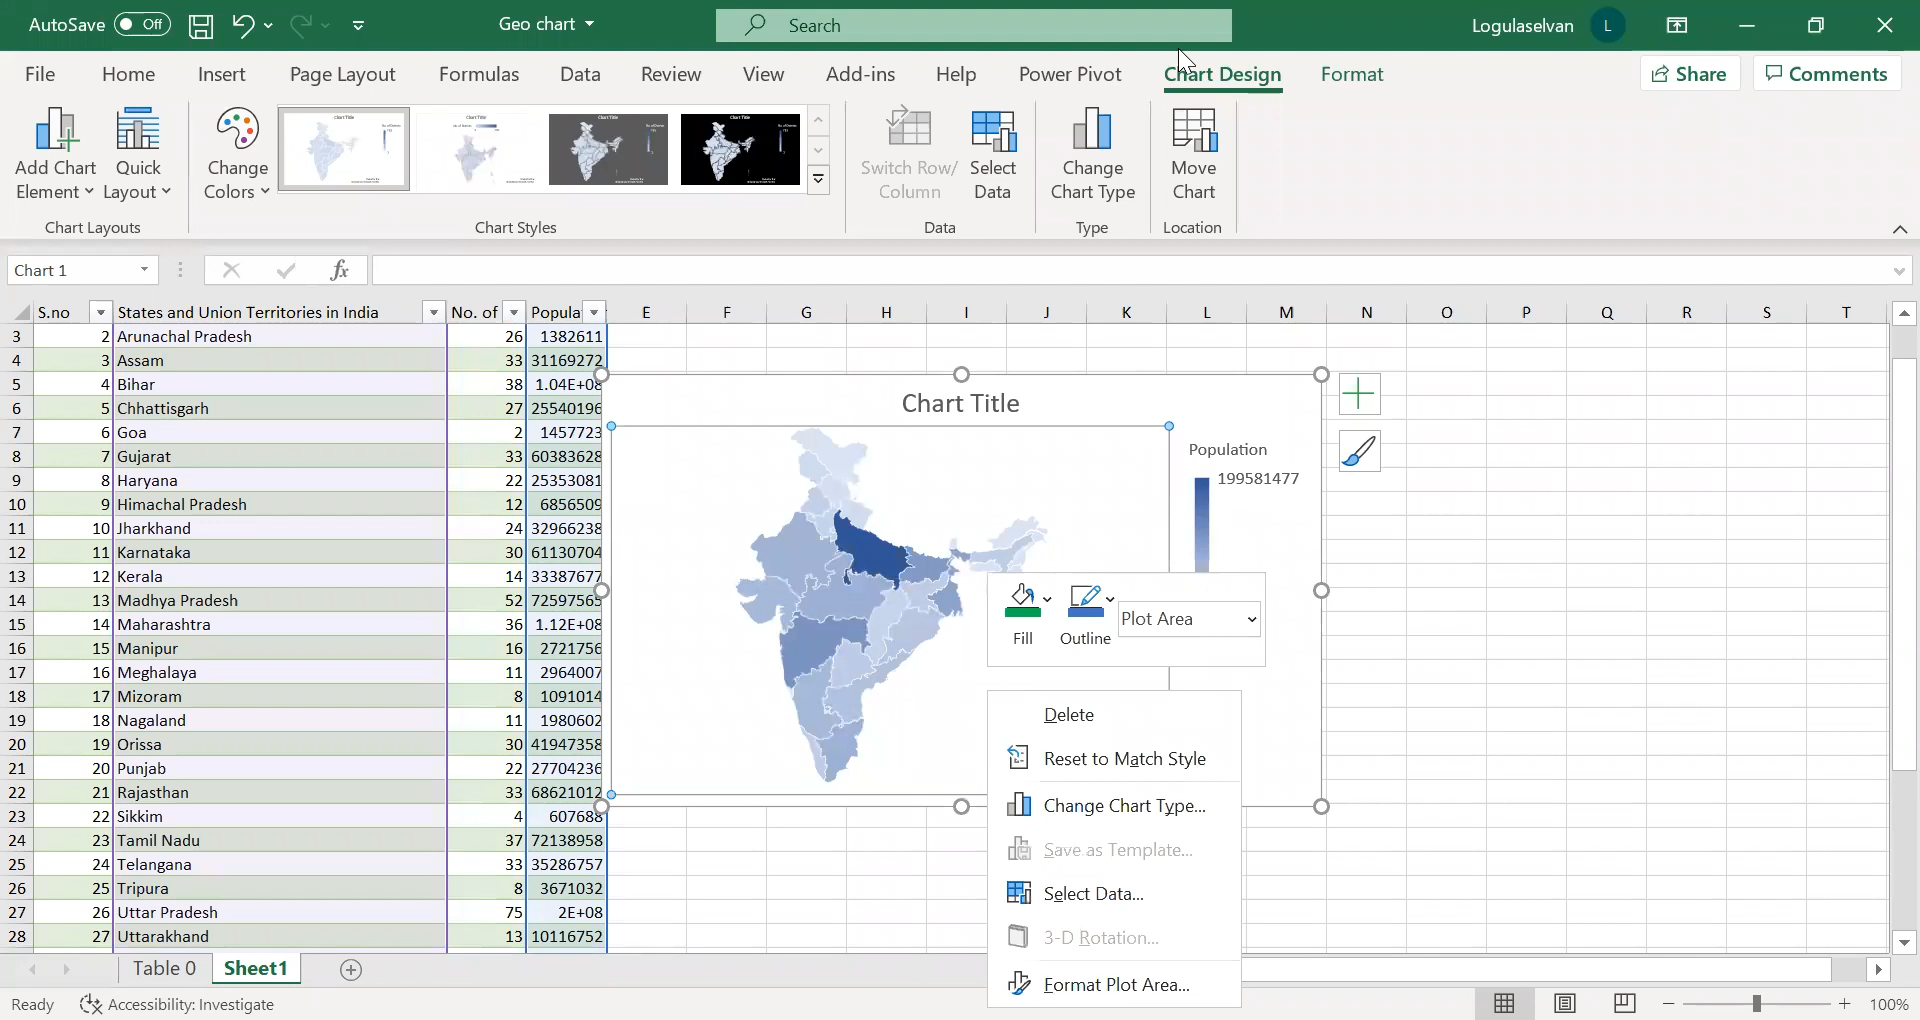 AutoSave Off
Geo chart
Search
Logulaselvan L
File Home Insert Page Layout Formulas Data Review View Add-ins Help Power Pivot Chart Design Format Share Comments
Add Chart Element
Quick Layout
Change Colors
Switch Row/ Column
Select Data
Change Chart Type
Move Chart
Chart Layouts Chart Styles Data Type Location
Chart 1 fx
S.no States and Union Territories in India No. of Popula E F G H I J K L M N O P Q R S T
3 2 Arunachal Pradesh 26 1382611
4 3 Assam 33 31169272
5 4 Bihar 38 1.04E+08
6 5 Chhattisgarh 27 25540196
7 6 Goa 2 1457723
8 7 Gujarat 33 60383628
9 8 Haryana 22 25353081
10 9 Himachal Pradesh 12 6856509
11 10 Jharkhand 24 32966238
12 11 Karnataka 30 61130704
13 12 Kerala 14 33387677
14 13 Madhya Pradesh 52 72597565
15 14 Maharashtra 36 1.12E+08
16 15 Manipur 16 2721756
17 16 Meghalaya 11 2964007
18 17 Mizoram 8 1091014
19 18 Nagaland 11 1980602
20 19 Orissa 30 41947358
21 20 Punjab 22 27704236
22 21 Rajasthan 33 68621012
23 22 Sikkim 4 607688
24 23 Tamil Nadu 37 72138958
25 24 Telangana 33 35286757
26 25 Tripura 8 3671032
27 26 Uttar Pradesh 75 2E+08
28 27 Uttarakhand 13 10116752
Chart Title
Population
199581477
Fill Outline Plot Area
Delete
Reset to Match Style
Change Chart Type...
Save as Template...
Select Data...
3-D Rotation...
Format Plot Area...
Table 0 Sheet1
Ready Accessibility: Investigate 100%